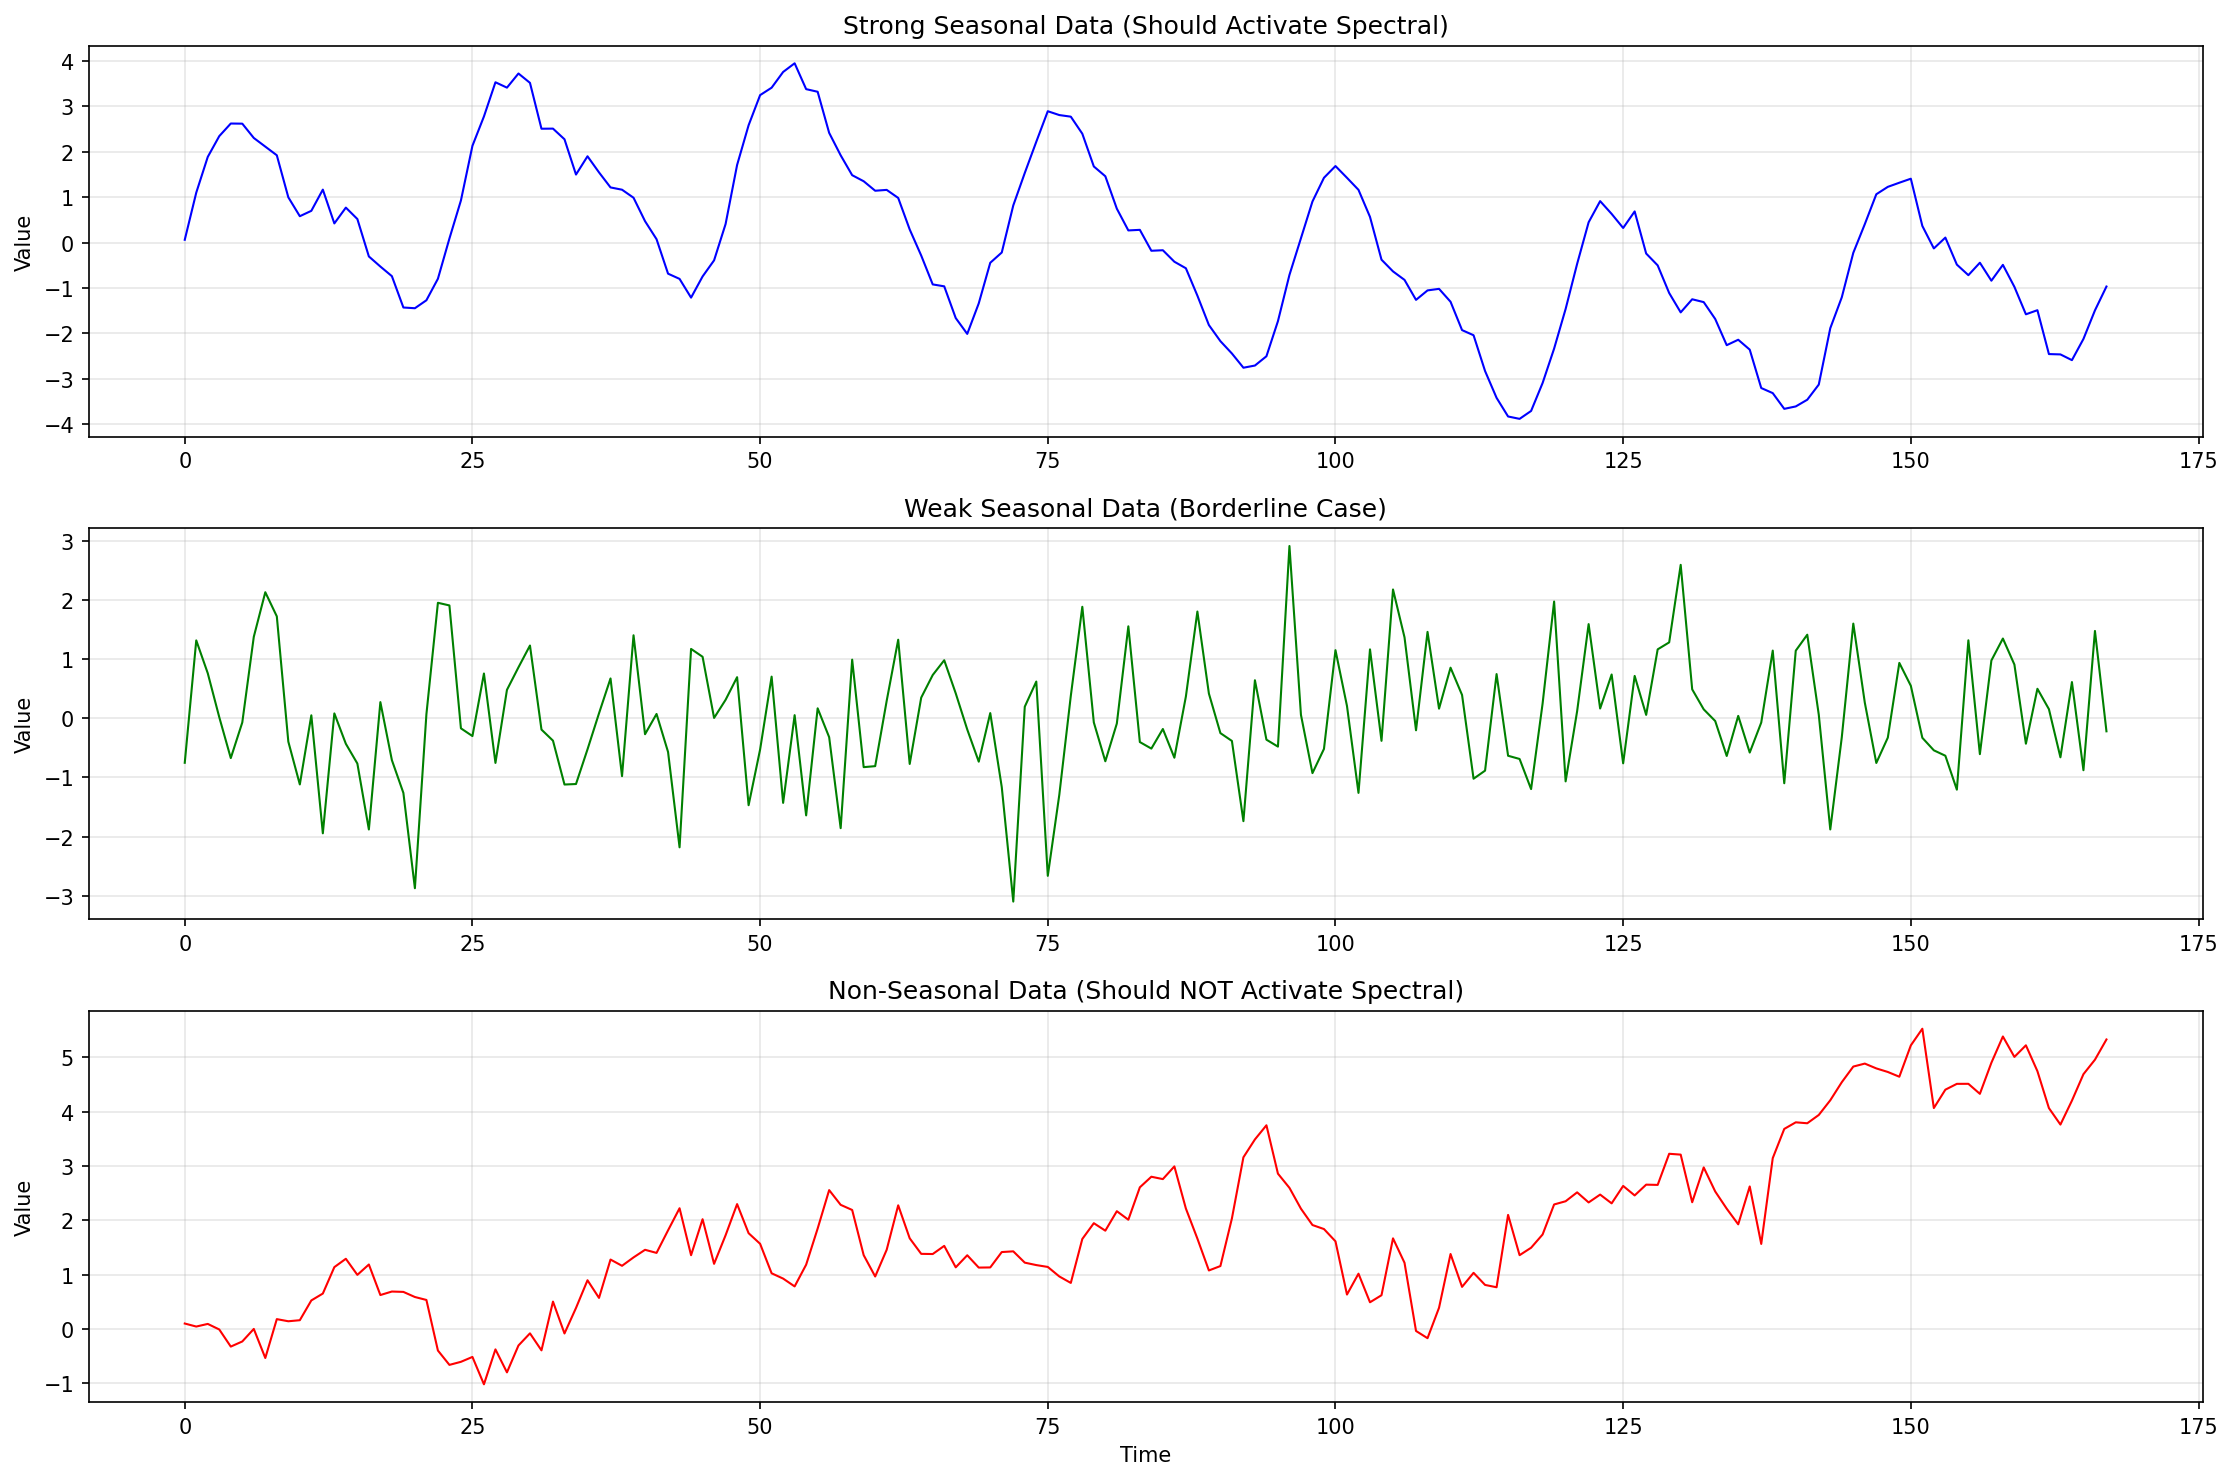 Strong Seasonal Data (Should Activate Spectral)
4
3
2
1
0
−1
−2
−3
−4
Value
0 25 50 75 100 125 150 175
Weak Seasonal Data (Borderline Case)
3
2
1
0
−1
−2
−3
Value
0 25 50 75 100 125 150 175
Non-Seasonal Data (Should NOT Activate Spectral)
5
4
3
2
1
0
−1
Value
0 25 50 75 100 125 150 175
Time